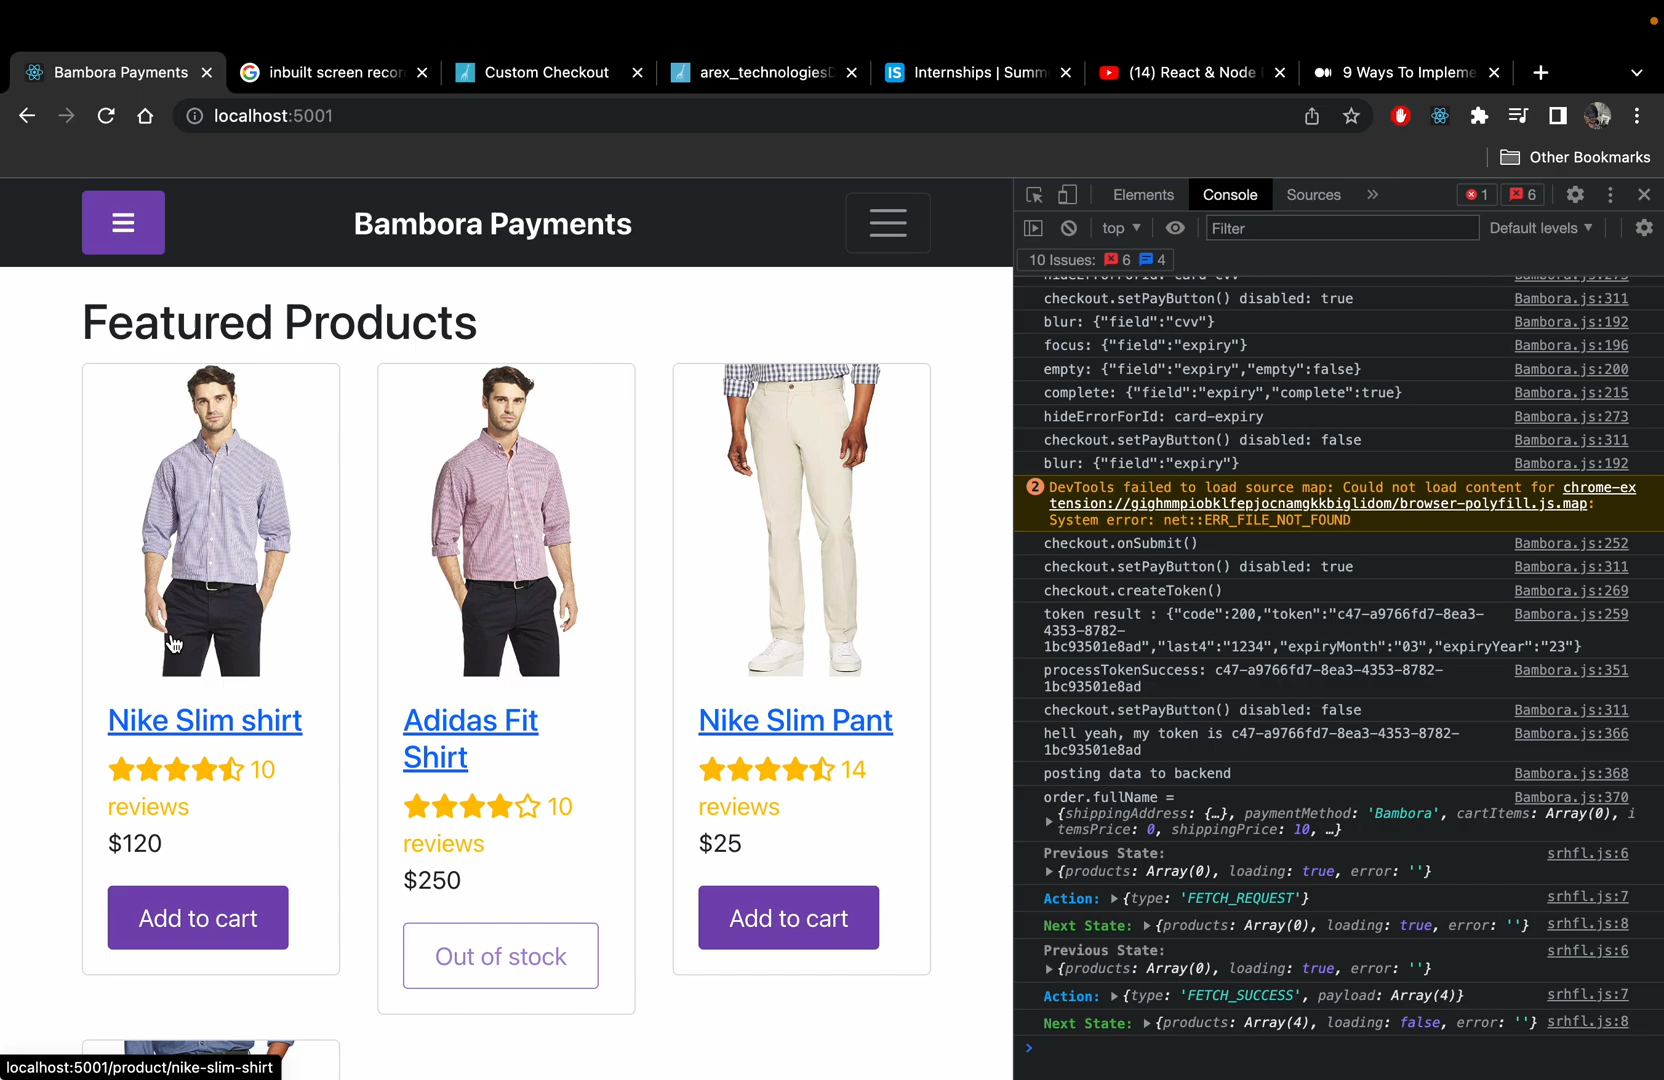 Bambora Payments
inbuilt screen recor
Custom Checkout
arex_technologies
Internships | Summ
(14) React & Node
9 Ways To Impleme
localhost:5001
Other Bookmarks
Bambora Payments
Featured Products
Nike Slim shirt
10
reviews
$120
Add to cart
Adidas Fit
Shirt
10
reviews
$250
Out of stock
Nike Slim Pant
14
reviews
$25
Add to cart
localhost:5001/product/nike-slim-shirt
Elements Console Sources
1 6
top Filter Default levels
10 Issues: 6 4
checkout.setPayButton() disabled: true Bambora.js:311
blur: {"field":"cvv"} Bambora.js:192
focus: {"field":"expiry"} Bambora.js:196
empty: {"field":"expiry","empty":false} Bambora.js:200
complete: {"field":"expiry","complete":true} Bambora.js:215
hideErrorForId: card-expiry Bambora.js:273
checkout.setPayButton() disabled: false Bambora.js:311
blur: {"field":"expiry"} Bambora.js:192
2 DevTools failed to load source map: Could not load content for chrome-ex
tension://gighmmpiobklfepjocnamgkkbiglidom/browser-polyfill.js.map:
System error: net::ERR_FILE_NOT_FOUND
checkout.onSubmit() Bambora.js:252
checkout.setPayButton() disabled: true Bambora.js:311
checkout.createToken() Bambora.js:269
token result : {"code":200,"token":"c47-a9766fd7-8ea3- Bambora.js:259
4353-8782-
1bc93501e8ad","last4":"1234","expiryMonth":"03","expiryYear":"23"}
processTokenSuccess: c47-a9766fd7-8ea3-4353-8782- Bambora.js:351
1bc93501e8ad
checkout.setPayButton() disabled: false Bambora.js:311
hell yeah, my token is c47-a9766fd7-8ea3-4353-8782- Bambora.js:366
1bc93501e8ad
posting data to backend Bambora.js:368
order.fullName = Bambora.js:370
{shippingAddress: {…}, paymentMethod: 'Bambora', cartItems: Array(0), i
temsPrice: 0, shippingPrice: 10, …}
Previous State: srhfl.js:6
{products: Array(0), loading: true, error: ''}
Action: {type: 'FETCH_REQUEST'} srhfl.js:7
Next State: {products: Array(0), loading: true, error: ''} srhfl.js:8
Previous State: srhfl.js:6
{products: Array(0), loading: true, error: ''}
Action: {type: 'FETCH_SUCCESS', payload: Array(4)} srhfl.js:7
Next State: {products: Array(4), loading: false, error: ''} srhfl.js:8